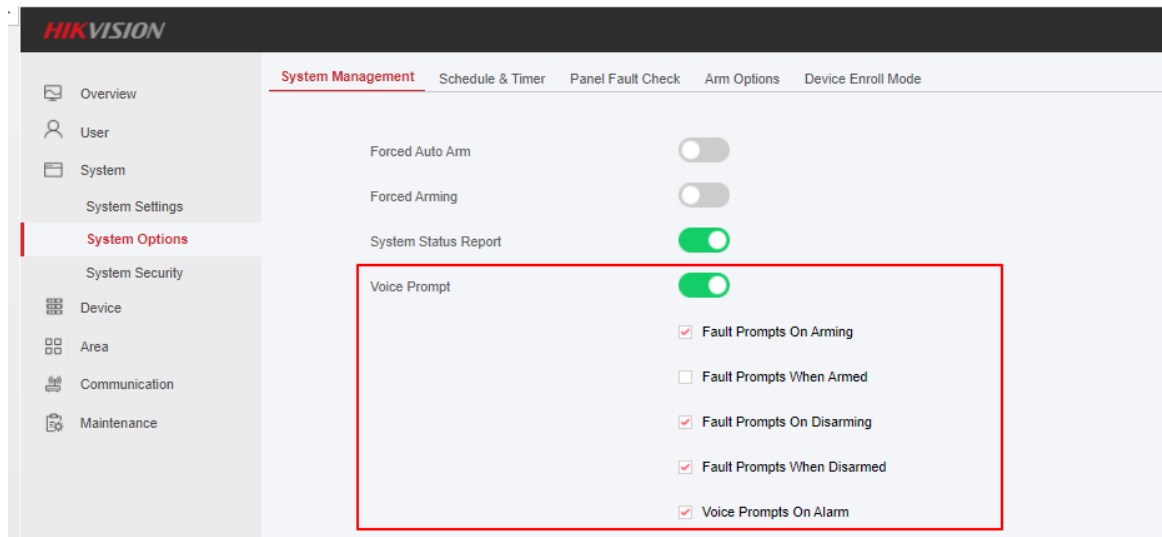 HIKVISION
System Management Schedule & Timer Panel Fault Check Arm Options Device Enroll Mode
Overview
User
System
System Settings
System Options
System Security
Device
Area
Communication
Maintenance
Forced Auto Arm
Forced Arming
System Status Report
Voice Prompt
Fault Prompts On Arming
Fault Prompts When Armed
Fault Prompts On Disarming
Fault Prompts When Disarmed
Voice Prompts On Alarm